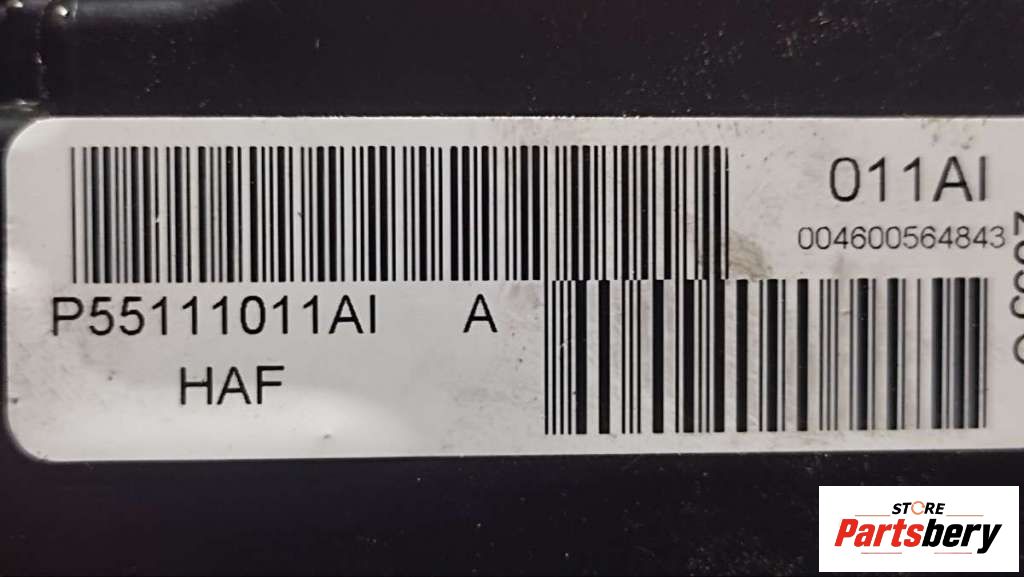 011AI
004600564843
P55111011AI A
HAF
STORE
Partsbery